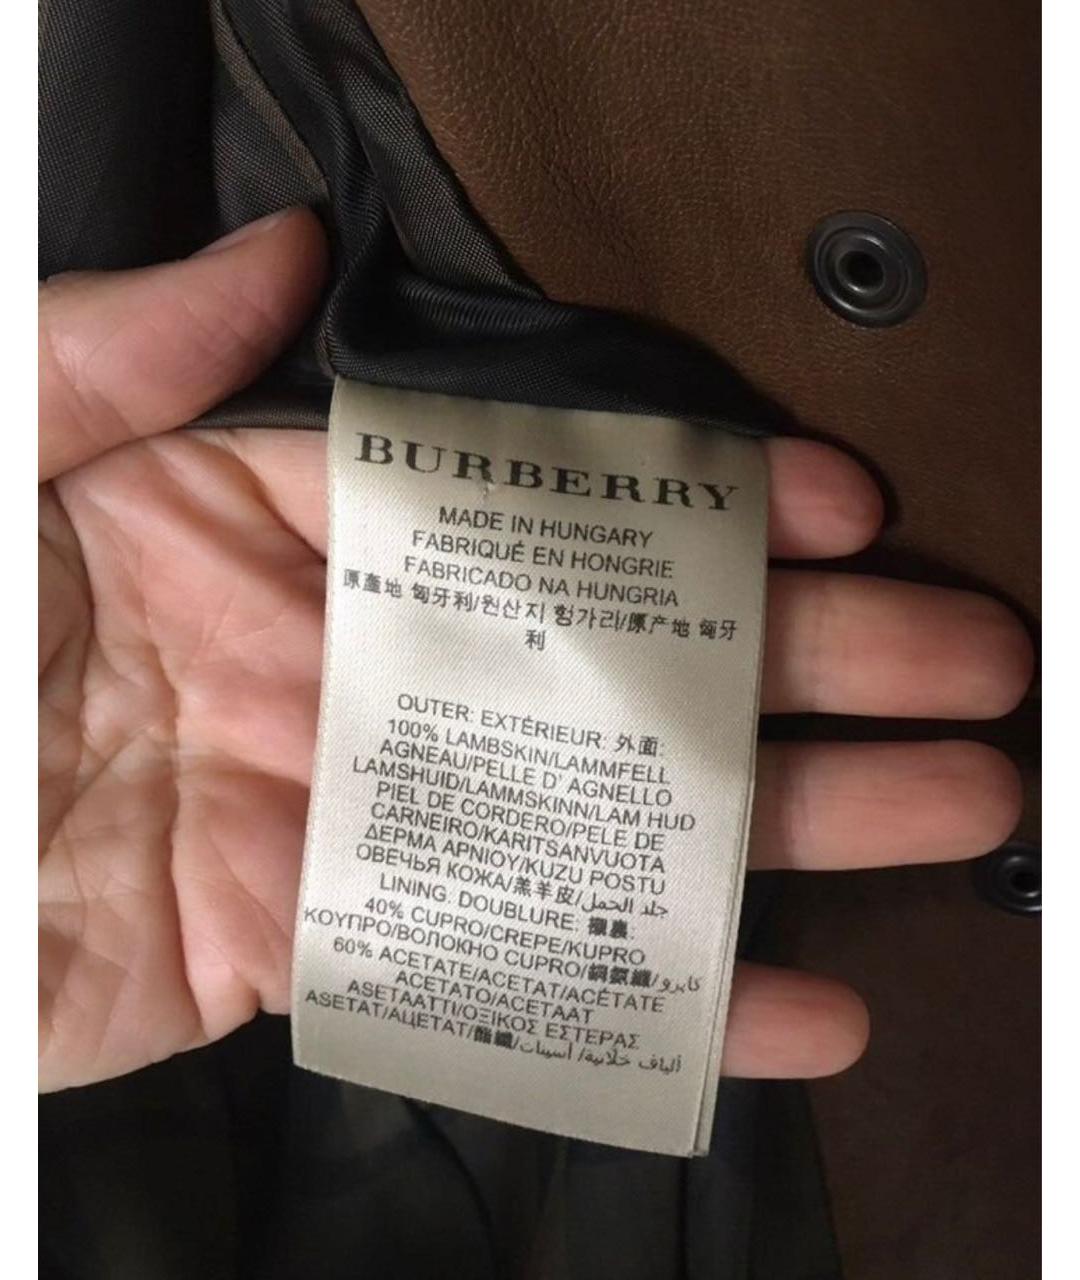 BURBERRY
MADE IN HUNGARY
FABRIQUÉ EN HONGRIE
FABRICADO NA HUNGRIA
原產地 匈牙利/원산지 헝가리/原产地 匈牙
利
OUTER: EXTÉRIEUR: 外面:
100% LAMBSKIN/LAMMFELL
AGNEAU/PELLE D' AGNELLO
LAMSHUID/LAMMSKINN/LAM HUD
PIEL DE CORDERO/PELE DE
CARNEIRO/KARITSANVUOTA
ΔΕΡΜΑ ΑΡΝΙΟΥ/KUZU POSTU
ОВЕЧЬЯ КОЖА/羔羊皮/جلد الحمل
LINING: DOUBLURE: 裏:
40% CUPRO/CREPE/KUPRO
ΚΟΥΠΡΟ/ВОЛОКНО CUPRO/銅氨纖/كابرو
60% ACETATE/ACETAT/ACÉTATE
ACETATO/ACETAAT
ASETAATTI/ΟΞΙΚΟΣ ΕΣΤΕΡΑΣ
ASETAT/АЦЕТАТ/酯纖/ألياف خلانية/ أسيتات